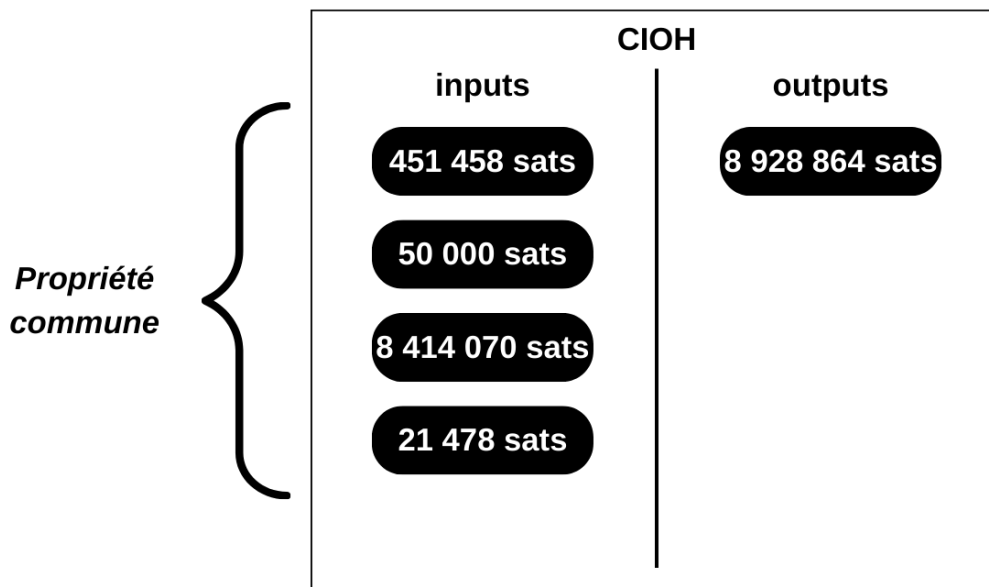 CIOH
inputs
outputs
451 458 sats
8 928 864 sats
50 000 sats
Propriété
commune
8 414 070 sats
21 478 sats